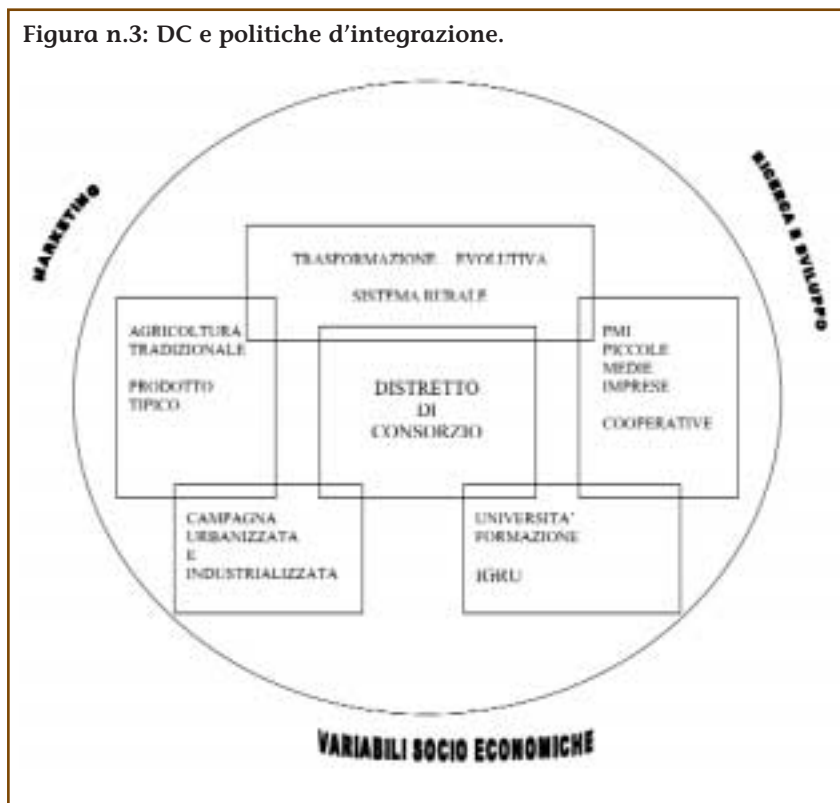 Figura n.3: DC e politiche d'integrazione.
MARKETING
RICERCA E SVILUPPO
TRASFORMAZIONE EVOLUTIVA
SISTEMA RURALE
AGRICOLTURA
TRADIZIONALE
PRODOTTO
TIPICO
DISTRETTO
DI
CONSORZIO
PMI
PICCOLE
MEDIE
IMPRESE
COOPERATIVE
CAMPAGNA
URBANIZZATA
E
INDUSTRIALIZZATA
UNIVERSITA'
FORMAZIONE
IGRU
VARIABILI SOCIO ECONOMICHE